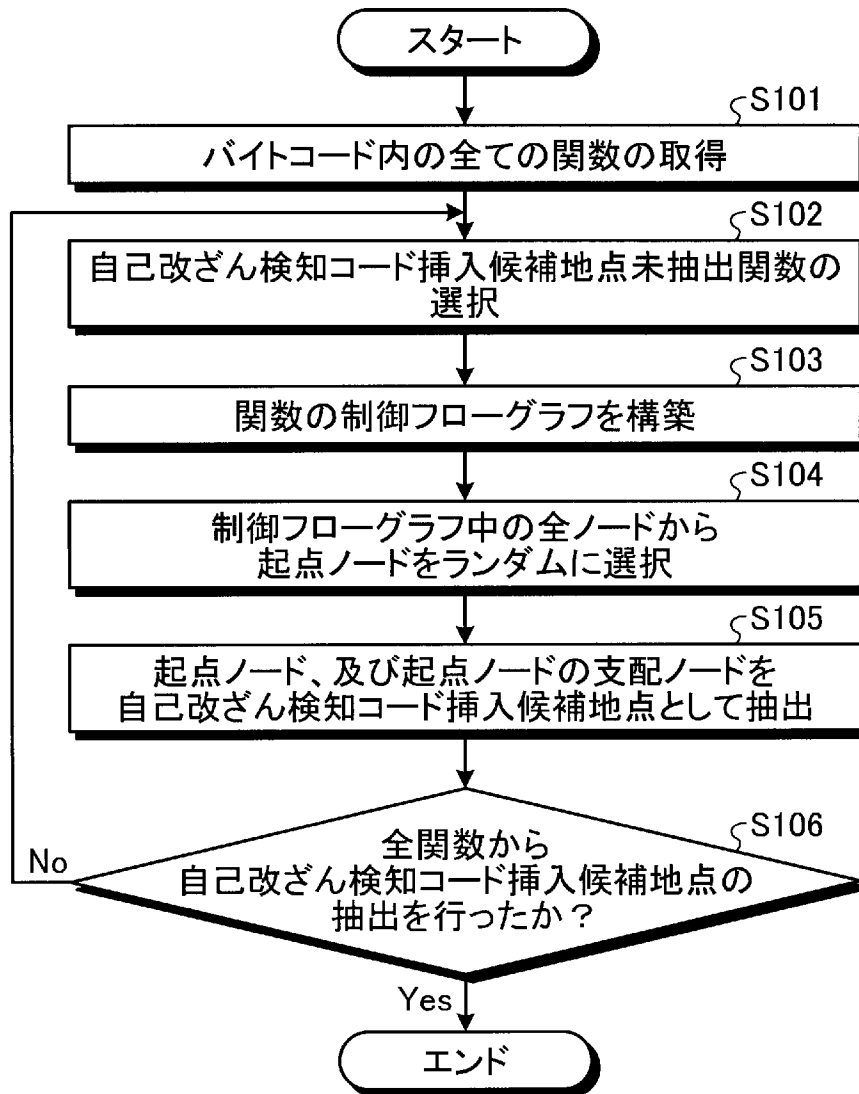 スタート
S101
バイトコード内の全ての関数の取得
S102
自己改ざん検知コード挿入候補地点未抽出関数の
選択
S103
関数の制御フローグラフを構築
S104
制御フローグラフ中の全ノードから
起点ノードをランダムに選択
S105
起点ノード、及び起点ノードの支配ノードを
自己改ざん検知コード挿入候補地点として抽出
S106
全関数から
自己改ざん検知コード挿入候補地点の
抽出を行ったか？
No
Yes
エンド